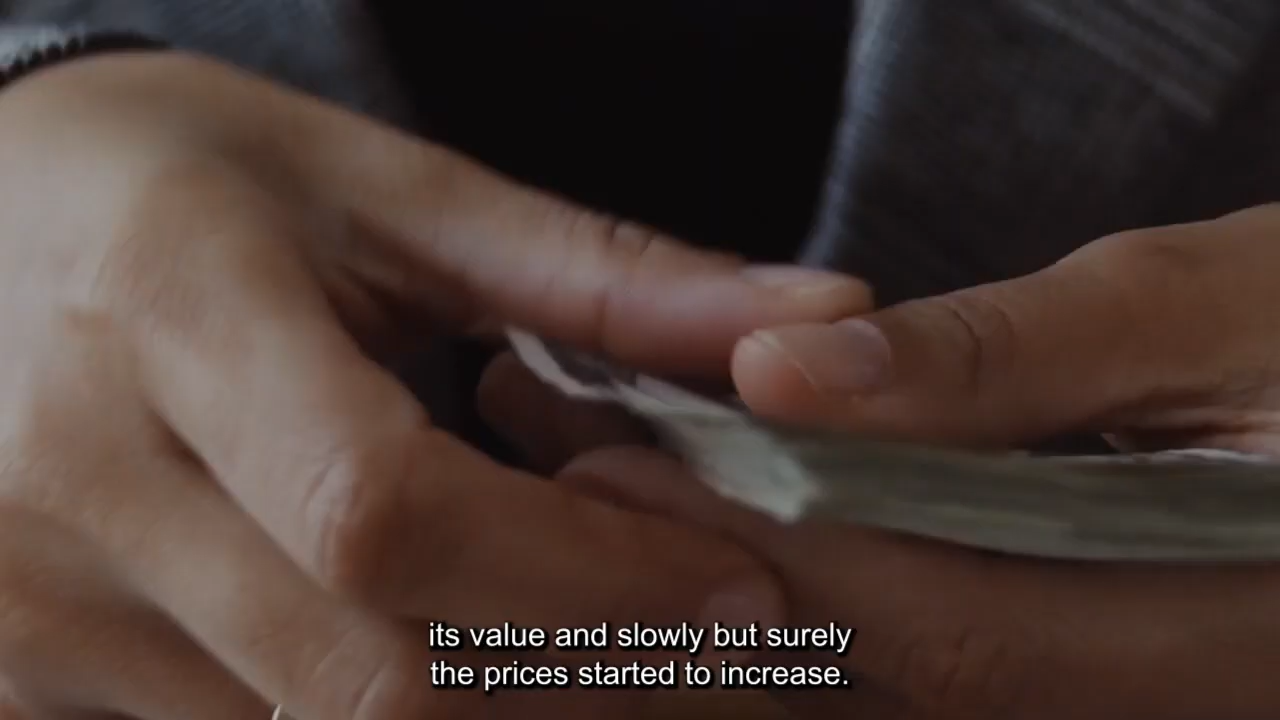 its value and slowly but surely
the prices started to increase.